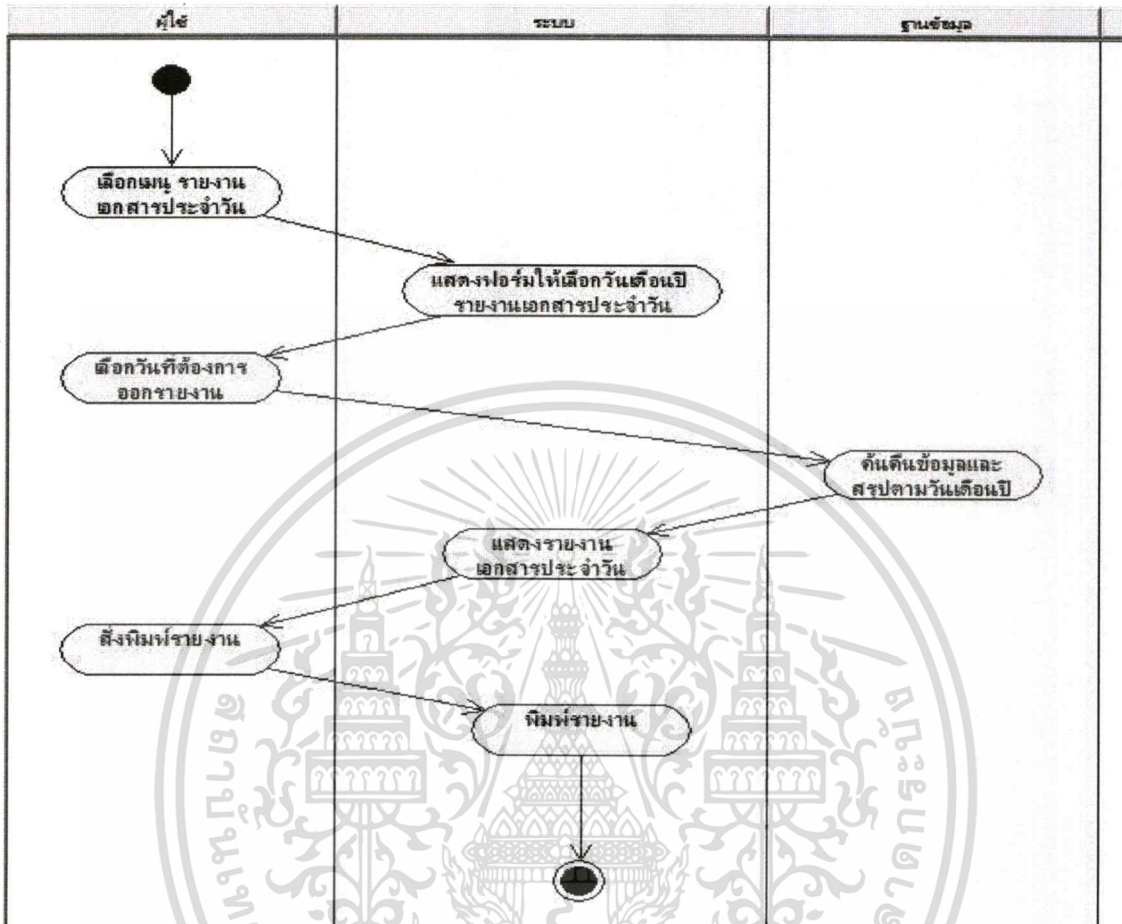 ผู้ใช้
ระบบ
ฐานข้อมูล
เลือกเมนู รายงาน
เอกสารประจำวัน
แสดงฟอร์มให้เลือกวันเดือนปี
รายงานเอกสารประจำวัน
เลือกวันที่ต้องการ
ออกรายงาน
ค้นคืนข้อมูลและ
สรุปตามวันเดือนปี
แสดงรายงาน
เอกสารประจำวัน
สั่งพิมพ์รายงาน
พิมพ์รายงาน